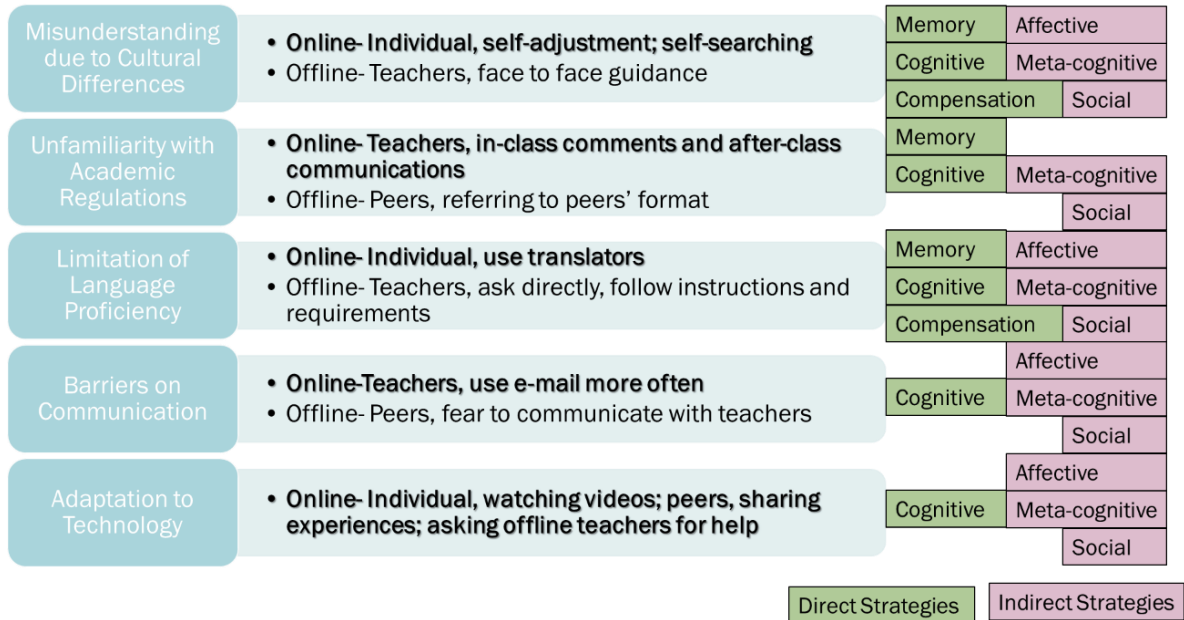 Misunderstanding
due to Cultural
Differences
• Online- Individual, self-adjustment; self-searching
• Offline- Teachers, face to face guidance
Memory
Affective
Cognitive
Meta-cognitive
Compensation
Social
Unfamiliarity with
Academic
Regulations
• Online- Teachers, in-class comments and after-class
communications
• Offline- Peers, referring to peers’ format
Memory
Cognitive
Meta-cognitive
Social
Limitation of
Language
Proficiency
• Online- Individual, use translators
• Offline- Teachers, ask directly, follow instructions and
requirements
Memory
Affective
Cognitive
Meta-cognitive
Compensation
Social
Barriers on
Communication
• Online-Teachers, use e-mail more often
• Offline- Peers, fear to communicate with teachers
Affective
Cognitive
Meta-cognitive
Social
Adaptation to
Technology
• Online- Individual, watching videos; peers, sharing
experiences; asking offline teachers for help
Affective
Cognitive
Meta-cognitive
Social
Direct Strategies
Indirect Strategies